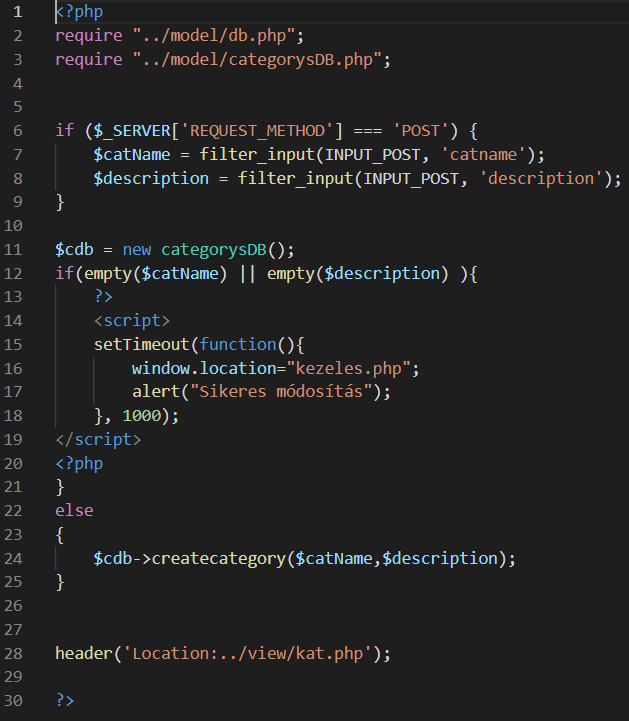 1 <?php
2 require "../model/db.php";
3 require "../model/categorysDB.php";
4
5
6 if ($_SERVER['REQUEST_METHOD'] === 'POST') {
7     $catName = filter_input(INPUT_POST, 'catname');
8     $description = filter_input(INPUT_POST, 'description');
9 }
10
11 $cdb = new categorysDB();
12 if(empty($catName) || empty($description) ){
13     ?>
14     <script>
15     setTimeout(function(){
16         window.location="kezeles.php";
17         alert("Sikeres módosítás");
18     }, 1000);
19 </script>
20 <?php
21 }
22 else
23 {
24     $cdb->createcategory($catName,$description);
25 }
26
27
28 header('Location:../view/kat.php');
29
30 ?>